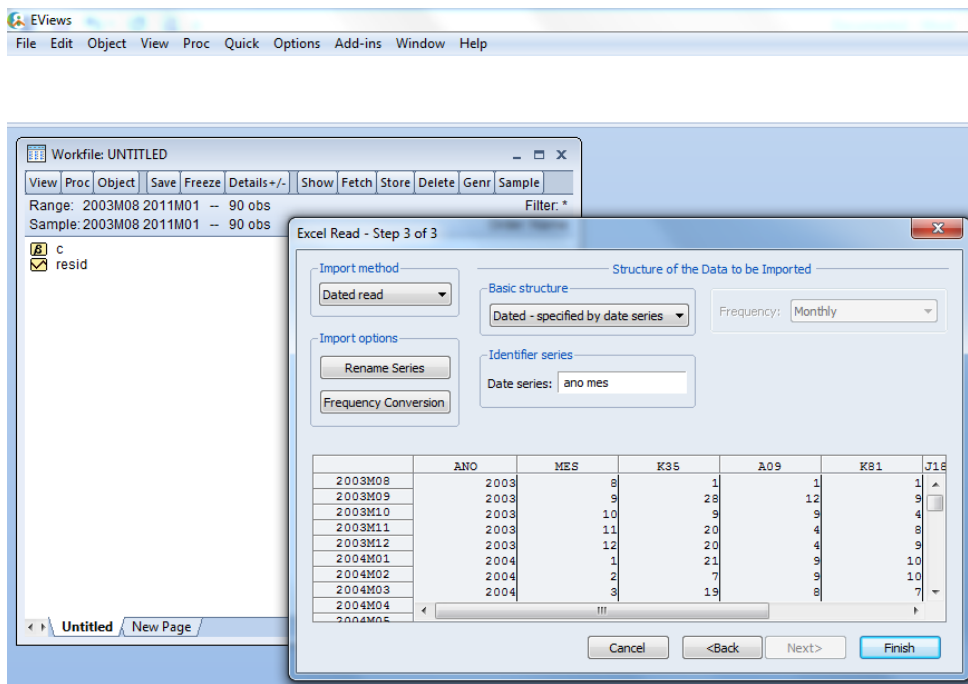 EViews
File Edit Object View Proc Quick Options Add-ins Window Help
Workfile: UNTITLED
View Proc Object Save Freeze Details+/- Show Fetch Store Delete Genr Sample
Range: 2003M08 2011M01 -- 90 obs Filter: *
Sample: 2003M08 2011M01 -- 90 obs
c
resid
Untitled New Page
Excel Read - Step 3 of 3
Import method
Dated read
Import options
Rename Series
Frequency Conversion
Structure of the Data to be Imported
Basic structure
Dated - specified by date series
Frequency: Monthly
Identifier series
Date series: ano mes
ANO MES K35 A09 K81 J18
2003M08 2003 8 1 1 1
2003M09 2003 9 28 12 9
2003M10 2003 10 9 9 4
2003M11 2003 11 20 4 8
2003M12 2003 12 20 4 9
2004M01 2004 1 21 9 10
2004M02 2004 2 7 9 10
2004M03 2004 3 19 8 7
2004M04
2004M05
Cancel <Back Next> Finish